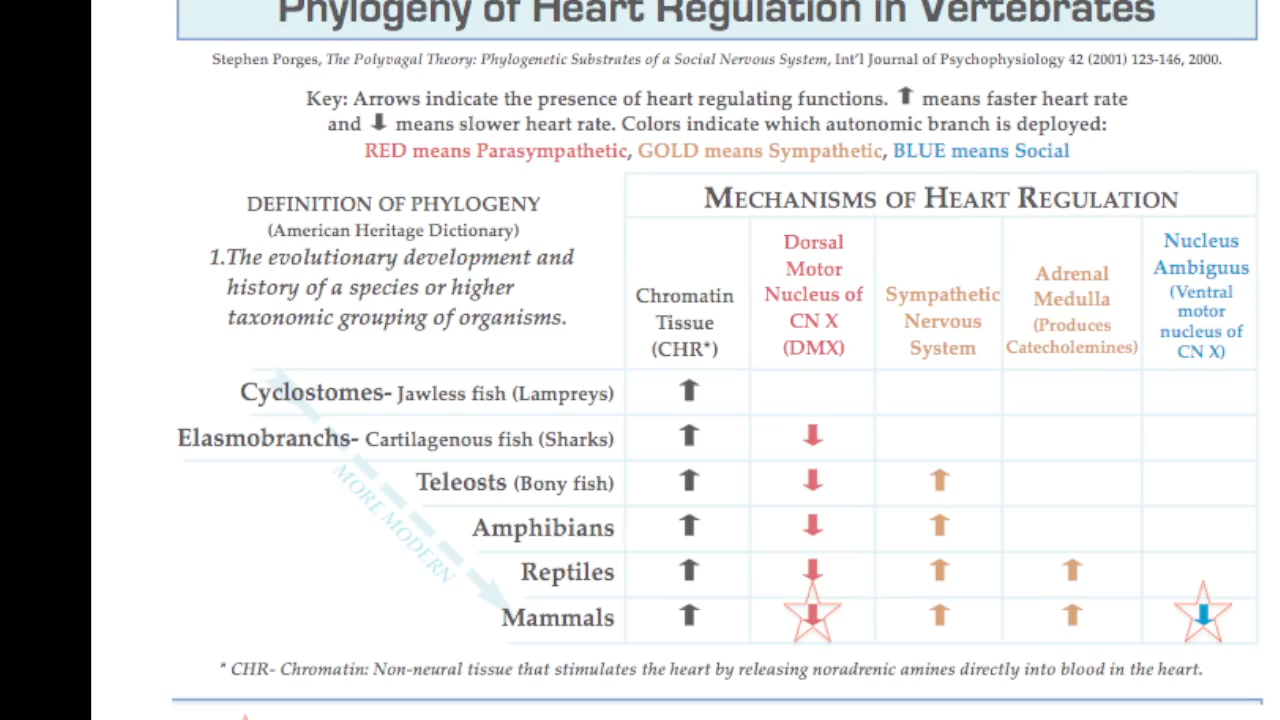 Phylogeny of Heart Regulation in Vertebrates
Stephen Porges, The Polyvagal Theory: Phylogenetic Substrates of a Social Nervous System, Int'l Journal of Psychophysiology 42 (2001) 123-146, 2000.
Key: Arrows indicate the presence of heart regulating functions. ⬆ means faster heart rate
and ⬇ means slower heart rate. Colors indicate which autonomic branch is deployed:
RED means Parasympathetic, GOLD means Sympathetic, BLUE means Social
DEFINITION OF PHYLOGENY
(American Heritage Dictionary)
1.The evolutionary development and
history of a species or higher
taxonomic grouping of organisms.
MECHANISMS OF HEART REGULATION
Chromatin
Tissue
(CHR*)
Dorsal
Motor
Nucleus of
CN X
(DMX)
Sympathetic
Nervous
System
Adrenal
Medulla
(Produces
Catecholemines)
Nucleus
Ambiguus
(Ventral
motor
nucleus of
CN X)
Cyclostomes- Jawless fish (Lampreys)
Elasmobranchs- Cartilagenous fish (Sharks)
Teleosts (Bony fish)
Amphibians
Reptiles
Mammals
MORE MODERN
* CHR- Chromatin: Non-neural tissue that stimulates the heart by releasing noradrenic amines directly into blood in the heart.